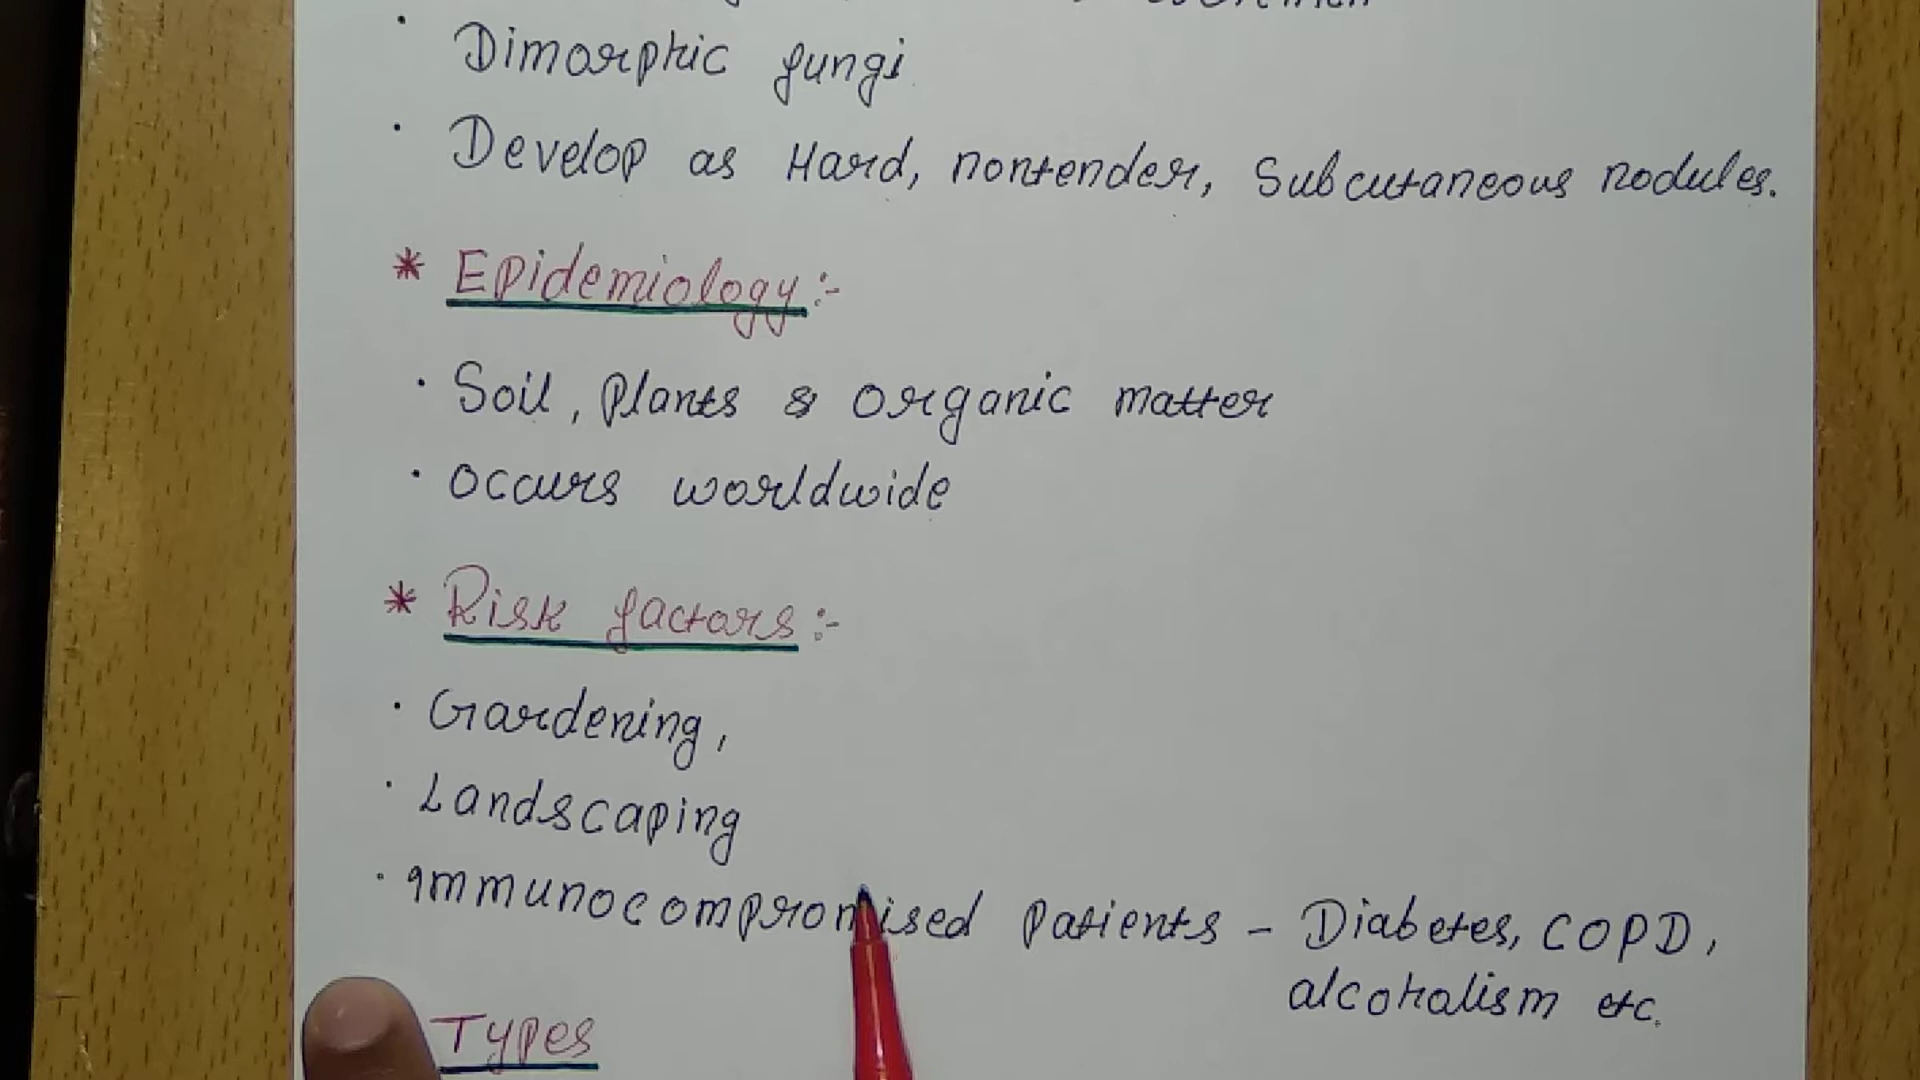 · Dimorphic fungi
· Develop as Hard, nontender, Subcutaneous nodules.
* Epidemiology :-
· Soil, Plants & Organic matter
· Occurs worldwide
* Risk factors :-
· Gardening,
· Landscaping
· Immunocompromised Patients - Diabetes, COPD,
alcoholism etc.
Types